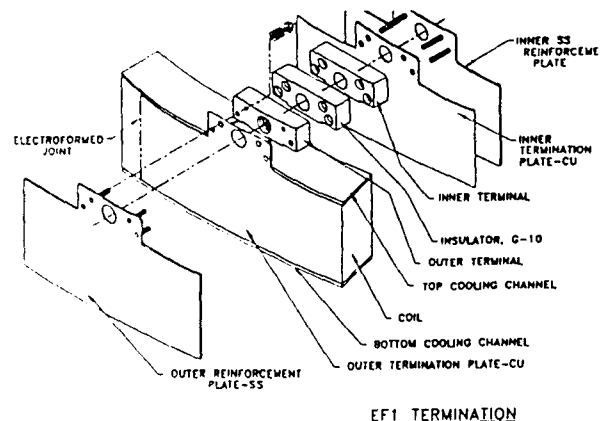 INNER SS
REINFORCEMENT
PLATE
ELECTROFORMED
JOINT
INNER
TERMINATION
PLATE-CU
INNER TERMINAL
INSULATOR, G-10
OUTER TERMINAL
TOP COOLING CHANNEL
COIL
BOTTOM COOLING CHANNEL
OUTER TERMINATION PLATE-CU
OUTER REINFORCEMENT
PLATE-SS
EF1 TERMINATION